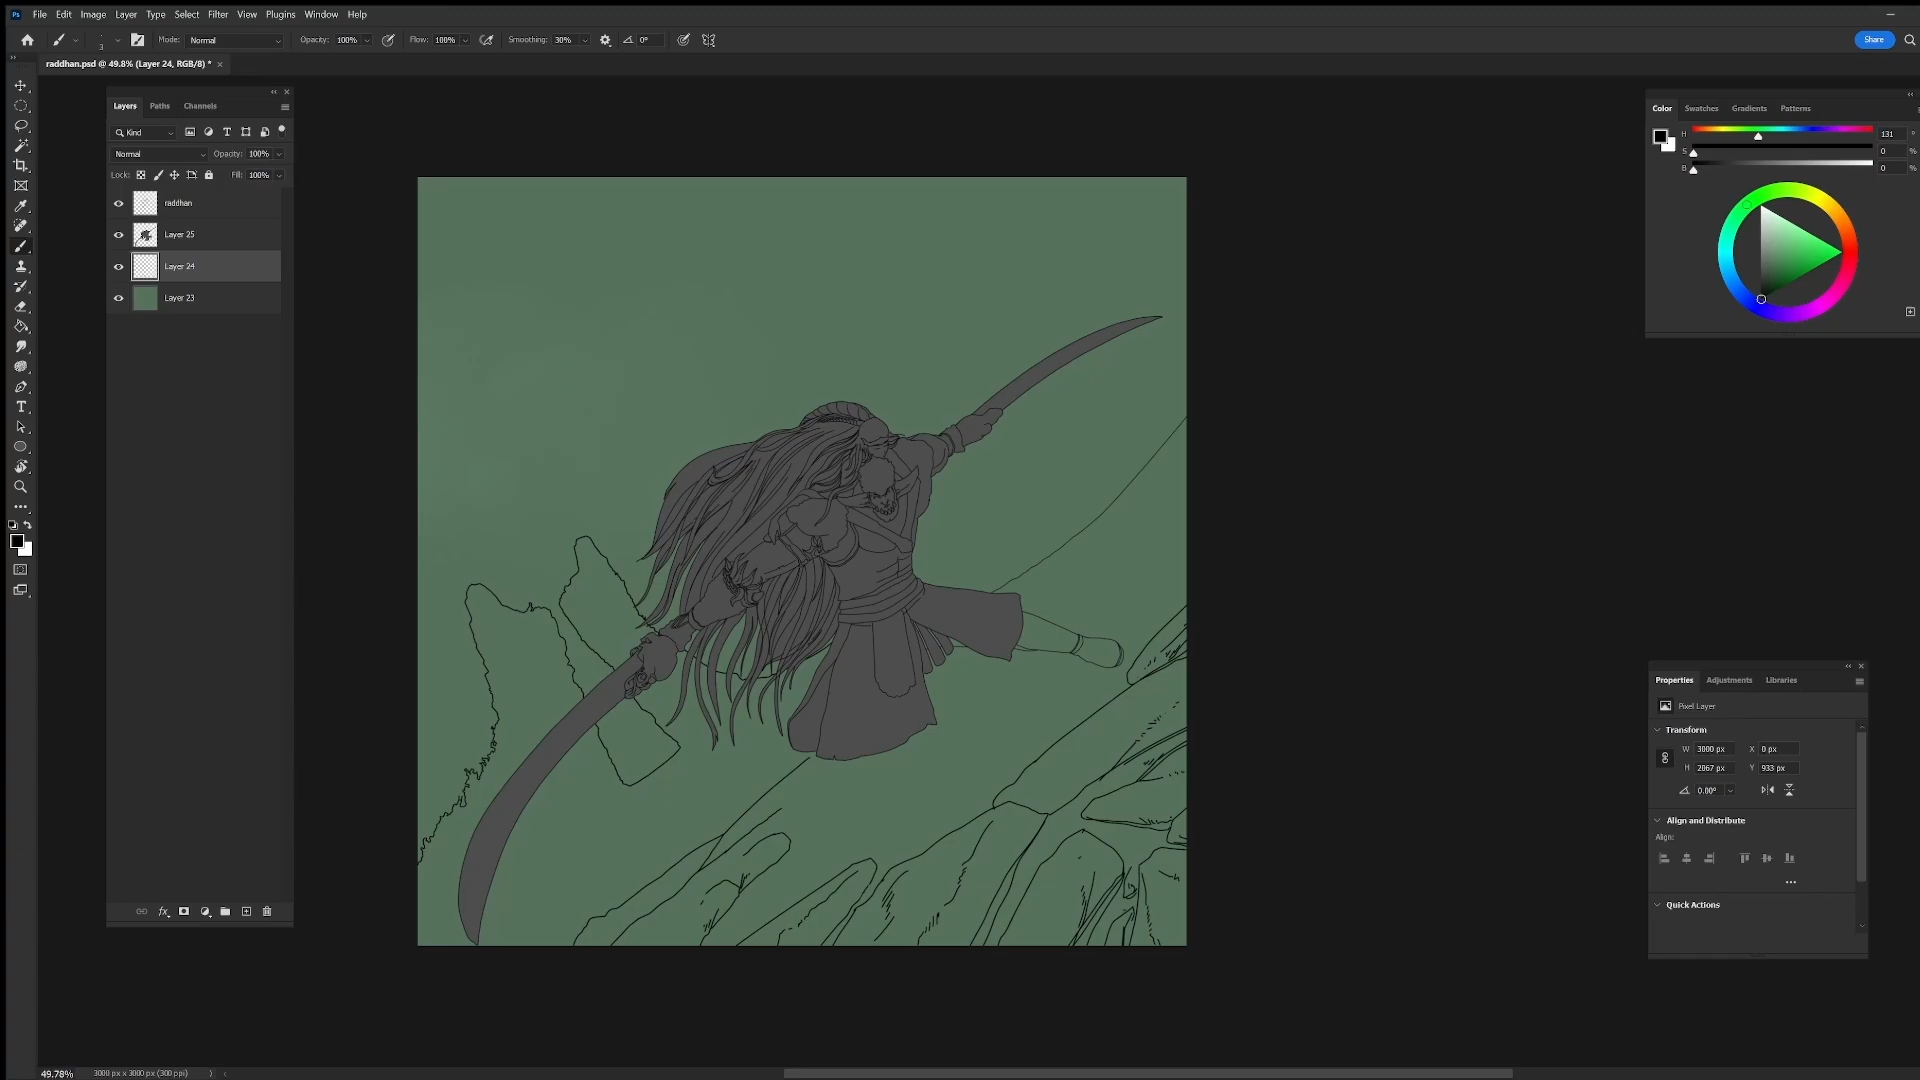 Ps File Edit Image Layer Type Select Filter View Plugins Window Help
3 Mode: Normal Opacity: 100% Flow: 100% Smoothing: 30% 0° Share
raddhan.psd @ 49.8% (Layer 24, RGB/8) * ×
Layers Paths Channels
Kind
Normal Opacity: 100%
Lock: Fill: 100%
raddhan
Layer 25
Layer 24
Layer 23
fx
Color Swatches Gradients Patterns
H 131 °
S 0 %
B 0 %
Properties Adjustments Libraries
Pixel Layer
Transform
W 3000 px X 0 px
H 2067 px Y 933 px
0.00°
Align and Distribute
Align:
Quick Actions
49.78% 3000 px x 3000 px (300 ppi)